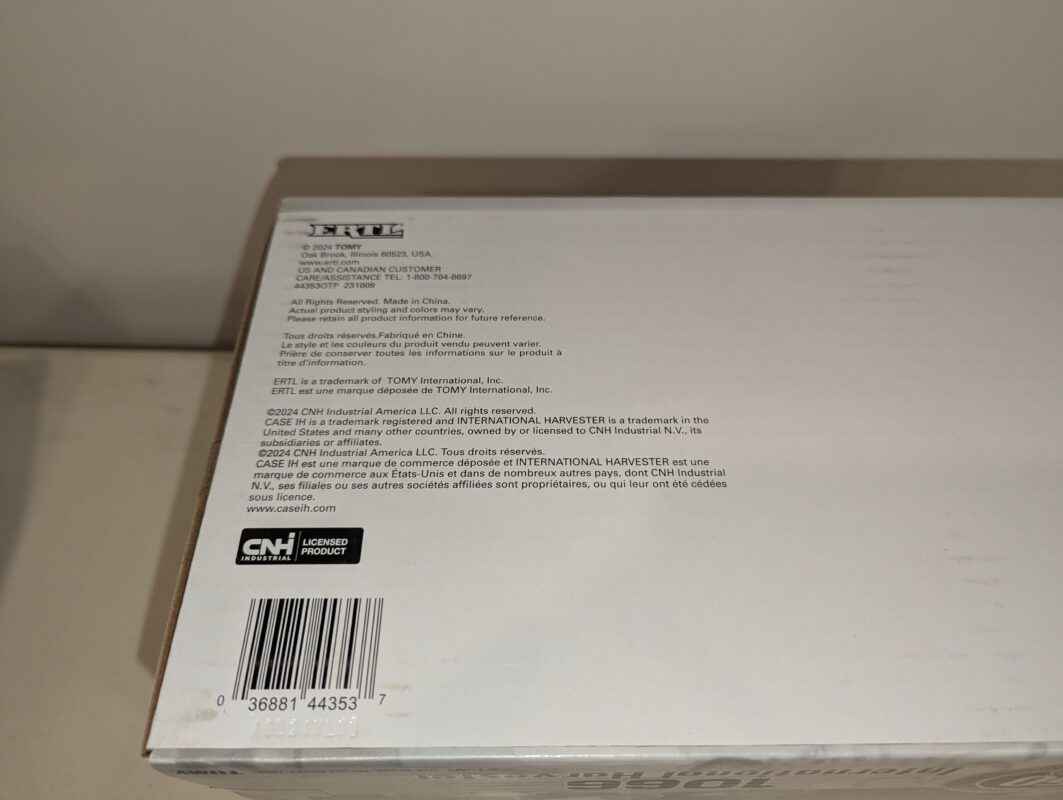 ERTL
© 2024 TOMY
Oak Brook, Illinois 60523, USA.
www.ertl.com
US AND CANADIAN CUSTOMER
CARE/ASSISTANCE TEL: 1-800-704-8697
44353OTP 231009
All Rights Reserved. Made in China.
Actual product styling and colors may vary.
Please retain all product information for future reference.
Tous droits réservés.Fabriqué en Chine.
Le style et les couleurs du produit vendu peuvent varier.
Prière de conserver toutes les informations sur le produit à
titre d'information.
ERTL is a trademark of TOMY International, Inc.
ERTL est une marque déposée de TOMY International, Inc.
©2024 CNH Industrial America LLC. All rights reserved.
CASE IH is a trademark registered and INTERNATIONAL HARVESTER is a trademark in the
United States and many other countries, owned by or licensed to CNH Industrial N.V., its
subsidiaries or affiliates.
©2024 CNH Industrial America LLC. Tous droits réservés.
CASE IH est une marque de commerce déposée et INTERNATIONAL HARVESTER est une
marque de commerce aux États-Unis et dans de nombreux autres pays, dont CNH Industrial
N.V., ses filiales ou ses autres sociétés affiliées sont propriétaires, ou qui leur ont été cédées
sous licence.
www.caseih.com
CNH INDUSTRIAL
LICENSED
PRODUCT
0 36881 44353 7
International Harvester
1066